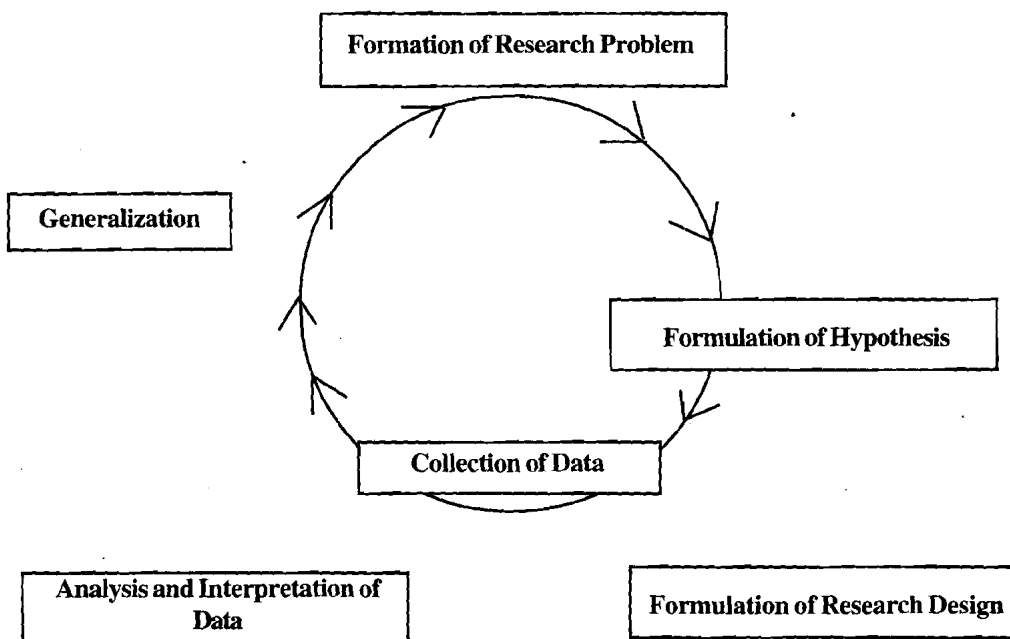 Formation of Research Problem
Generalization
Formulation of Hypothesis
Collection of Data
Analysis and Interpretation of
Data
Formulation of Research Design